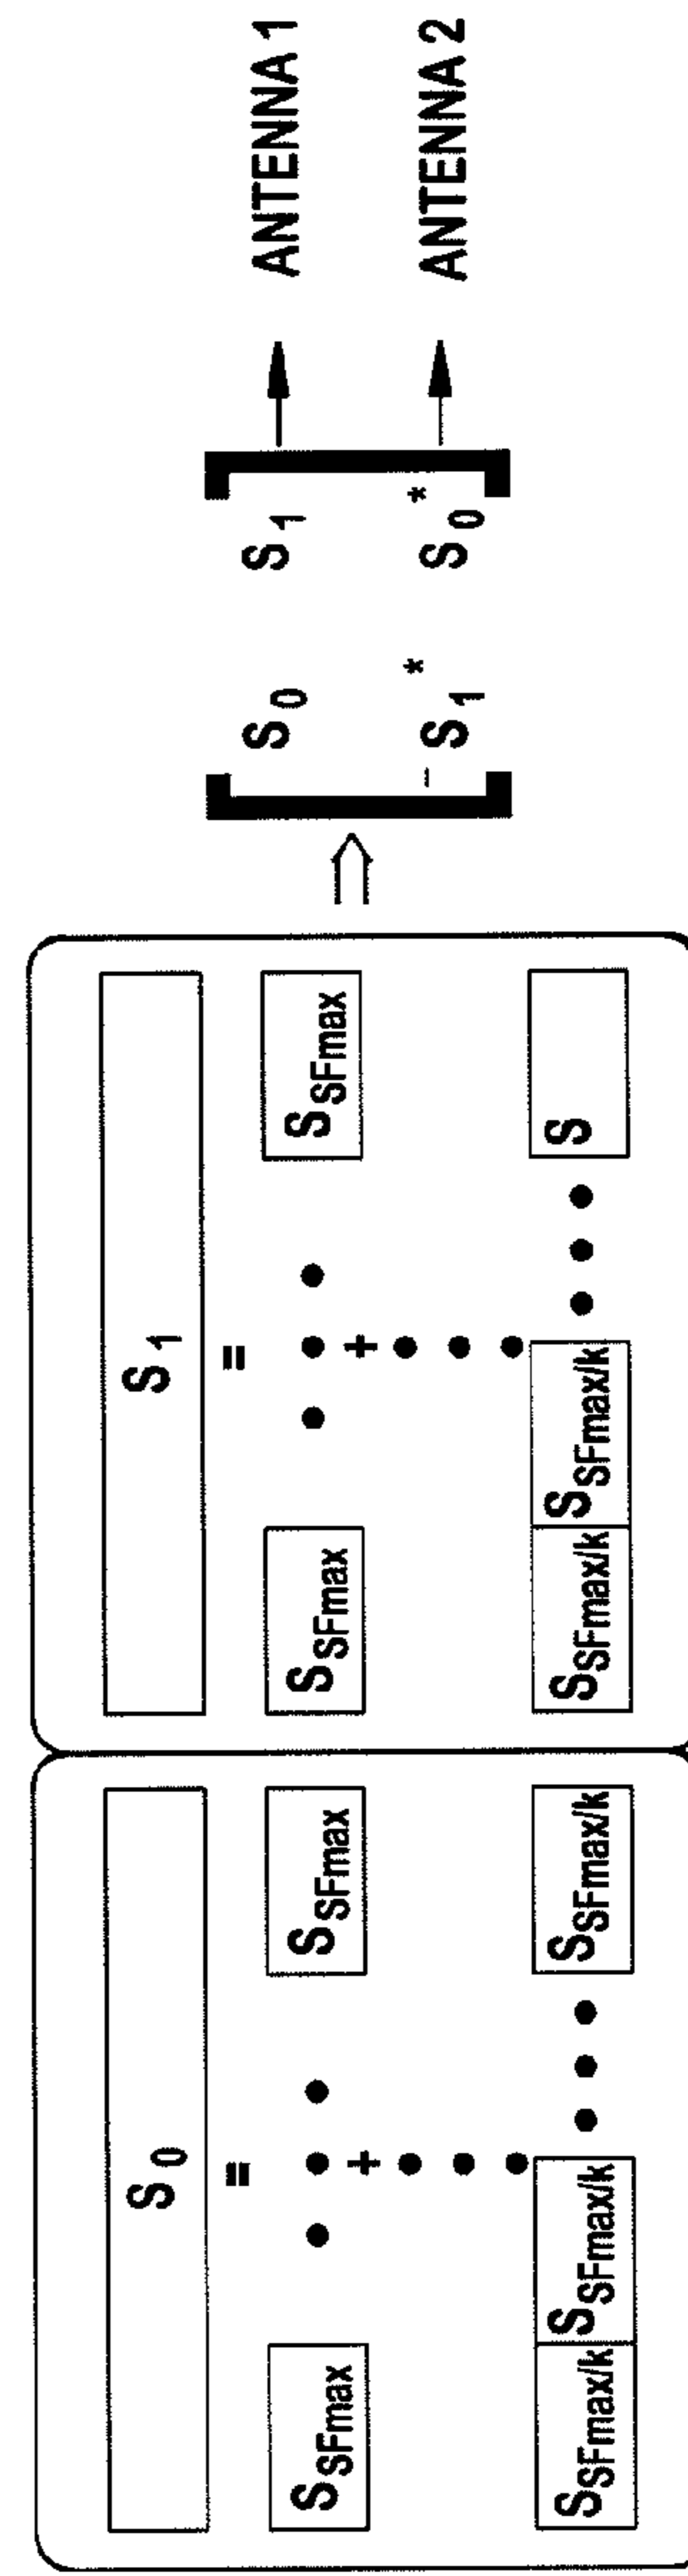 S0
=
SSFmax • • • SSFmax
+
SSFmax/k SSFmax/k • • • SSFmax/k
S1
=
SSFmax • • • SSFmax
+
SSFmax/k SSFmax/k • • • S
S0 S1 ANTENNA 1
-S1* S0* ANTENNA 2